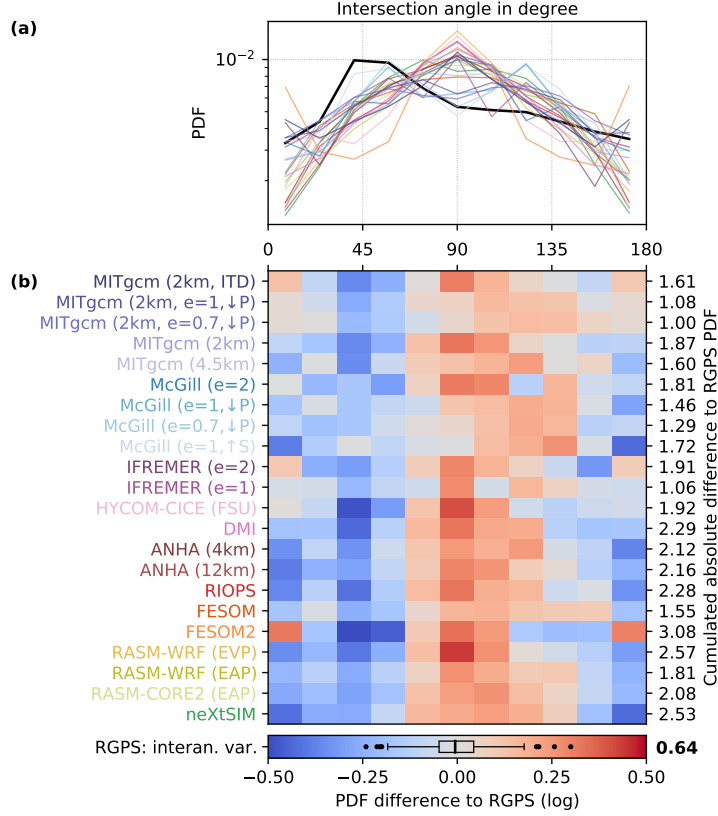 Intersection angle in degree
(a)
10⁻²
PDF
0 45 90 135 180
(b)
MITgcm (2km, ITD) 1.61
MITgcm (2km, e=1,↓P) 1.08
MITgcm (2km, e=0.7,↓P) 1.00
MITgcm (2km) 1.87
MITgcm (4.5km) 1.60
McGill (e=2) 1.81
McGill (e=1,↓P) 1.46
McGill (e=0.7,↓P) 1.29
McGill (e=1,↑S) 1.72
IFREMER (e=2) 1.91
IFREMER (e=1) 1.06
HYCOM-CICE (FSU) 1.92
DMI 2.29
ANHA (4km) 2.12
ANHA (12km) 2.16
RIOPS 2.28
FESOM 1.55
FESOM2 3.08
RASM-WRF (EVP) 2.57
RASM-WRF (EAP) 1.81
RASM-CORE2 (EAP) 2.08
neXtSIM 2.53
Cumulated absolute difference to RGPS PDF
RGPS: interan. var. 0.64
−0.50 −0.25 0.00 0.25 0.50
PDF difference to RGPS (log)